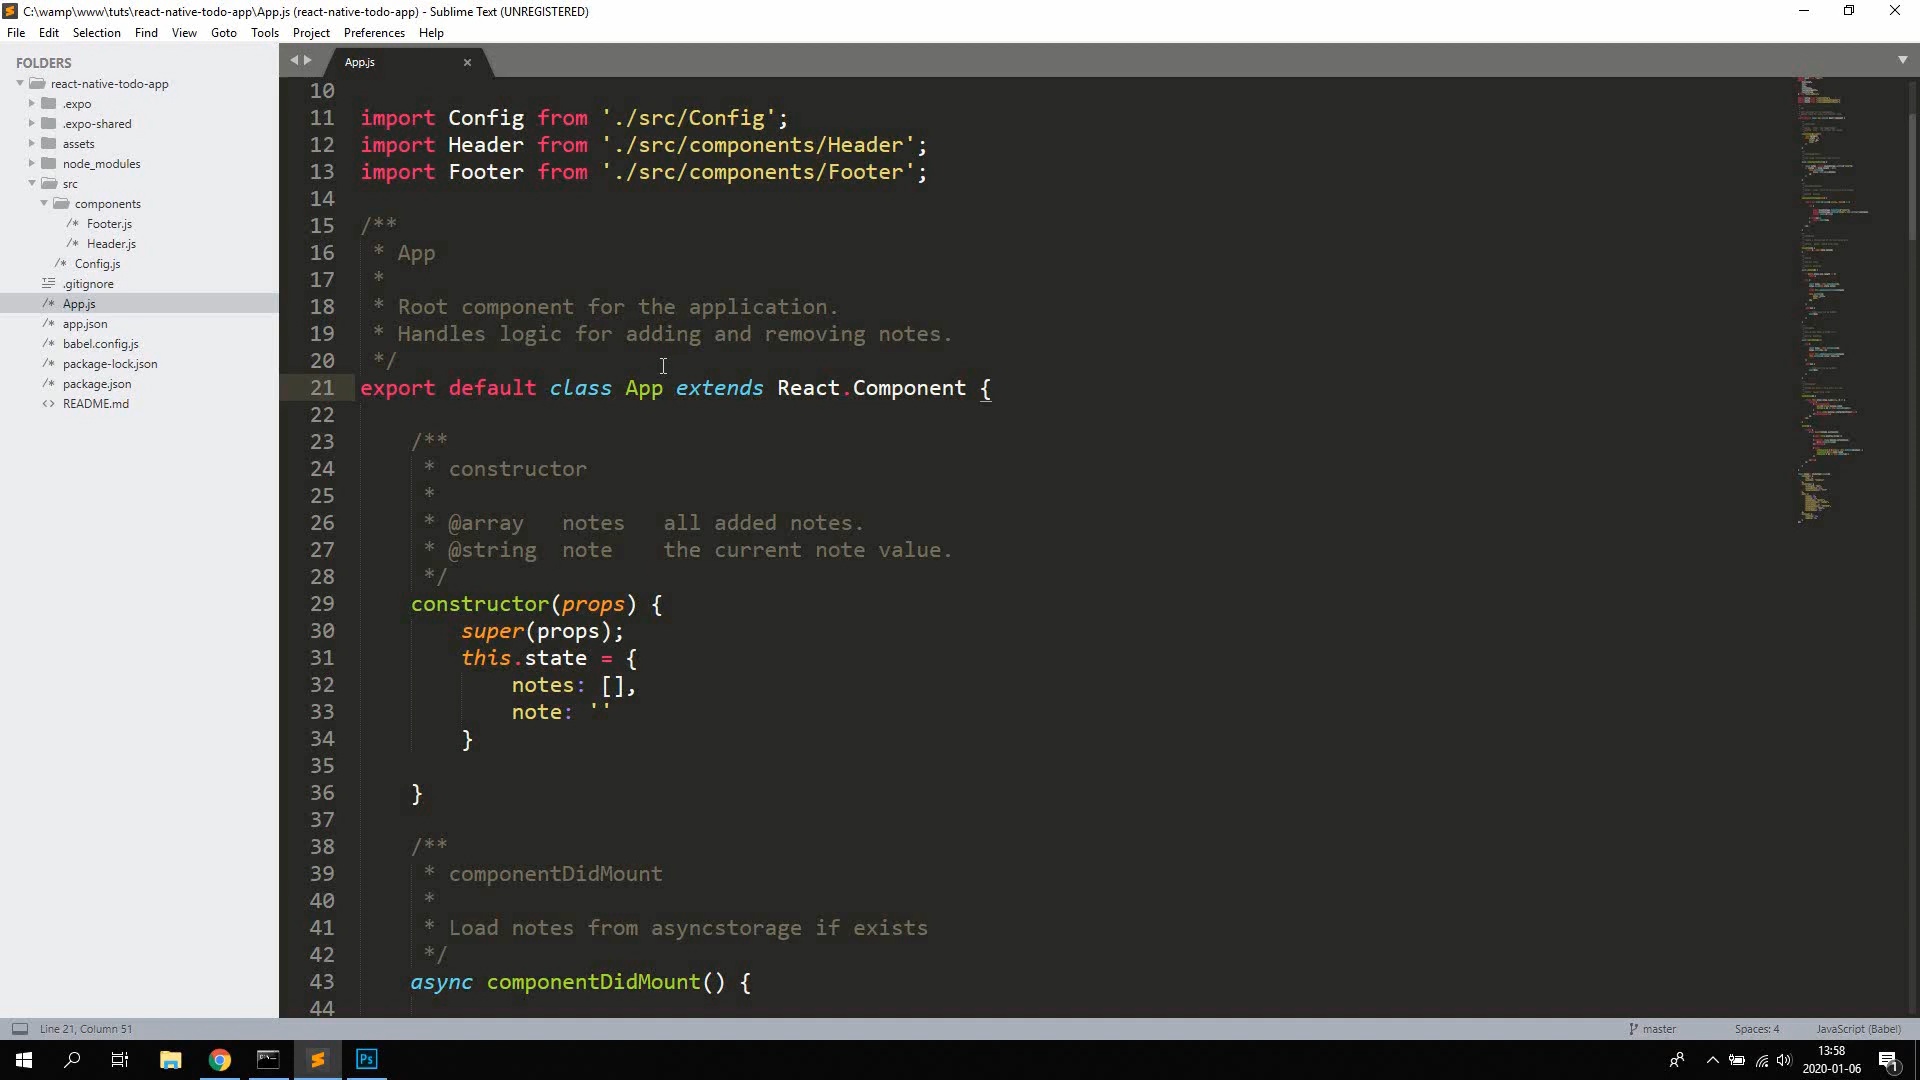 C:\wamp\www\tuts\react-native-todo-app\App.js (react-native-todo-app) - Sublime Text (UNREGISTERED)
File Edit Selection Find View Goto Tools Project Preferences Help
FOLDERS
react-native-todo-app
.expo
.expo-shared
assets
node_modules
src
components
/* Footer.js
/* Header.js
/* Config.js
.gitignore
/* App.js
/* app.json
/* babel.config.js
/* package-lock.json
/* package.json
<> README.md
App.js ×
10
11 import Config from './src/Config';
12 import Header from './src/components/Header';
13 import Footer from './src/components/Footer';
14
15 /**
16  * App
17  *
18  * Root component for the application.
19  * Handles logic for adding and removing notes.
20  */
21 export default class App extends React.Component {
22
23     /**
24      * constructor
25      *
26      * @array   notes   all added notes.
27      * @string  note    the current note value.
28      */
29     constructor(props) {
30         super(props);
31         this.state = {
32             notes: [],
33             note: ''
34         }
35
36     }
37
38     /**
39      * componentDidMount
40      *
41      * Load notes from asyncstorage if exists
42      */
43     async componentDidMount() {
44
Line 21, Column 51 master Spaces: 4 JavaScript (Babel)
Ps
13:58
2020-01-06
1